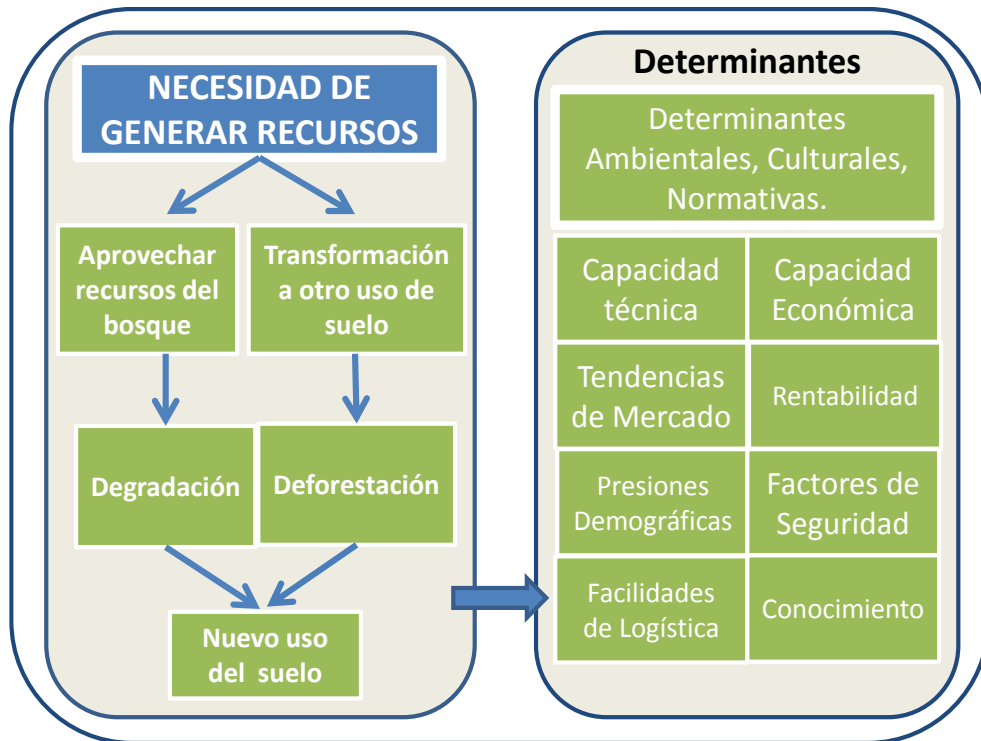 NECESIDAD DE
GENERAR RECURSOS
Aprovechar
recursos del
bosque
Transformación
a otro uso de
suelo
Degradación
Deforestación
Nuevo uso
del suelo
Determinantes
Determinantes
Ambientales, Culturales,
Normativas.
Capacidad
técnica
Capacidad
Económica
Tendencias
de Mercado
Rentabilidad
Presiones
Demográficas
Factores de
Seguridad
Facilidades
de Logística
Conocimiento